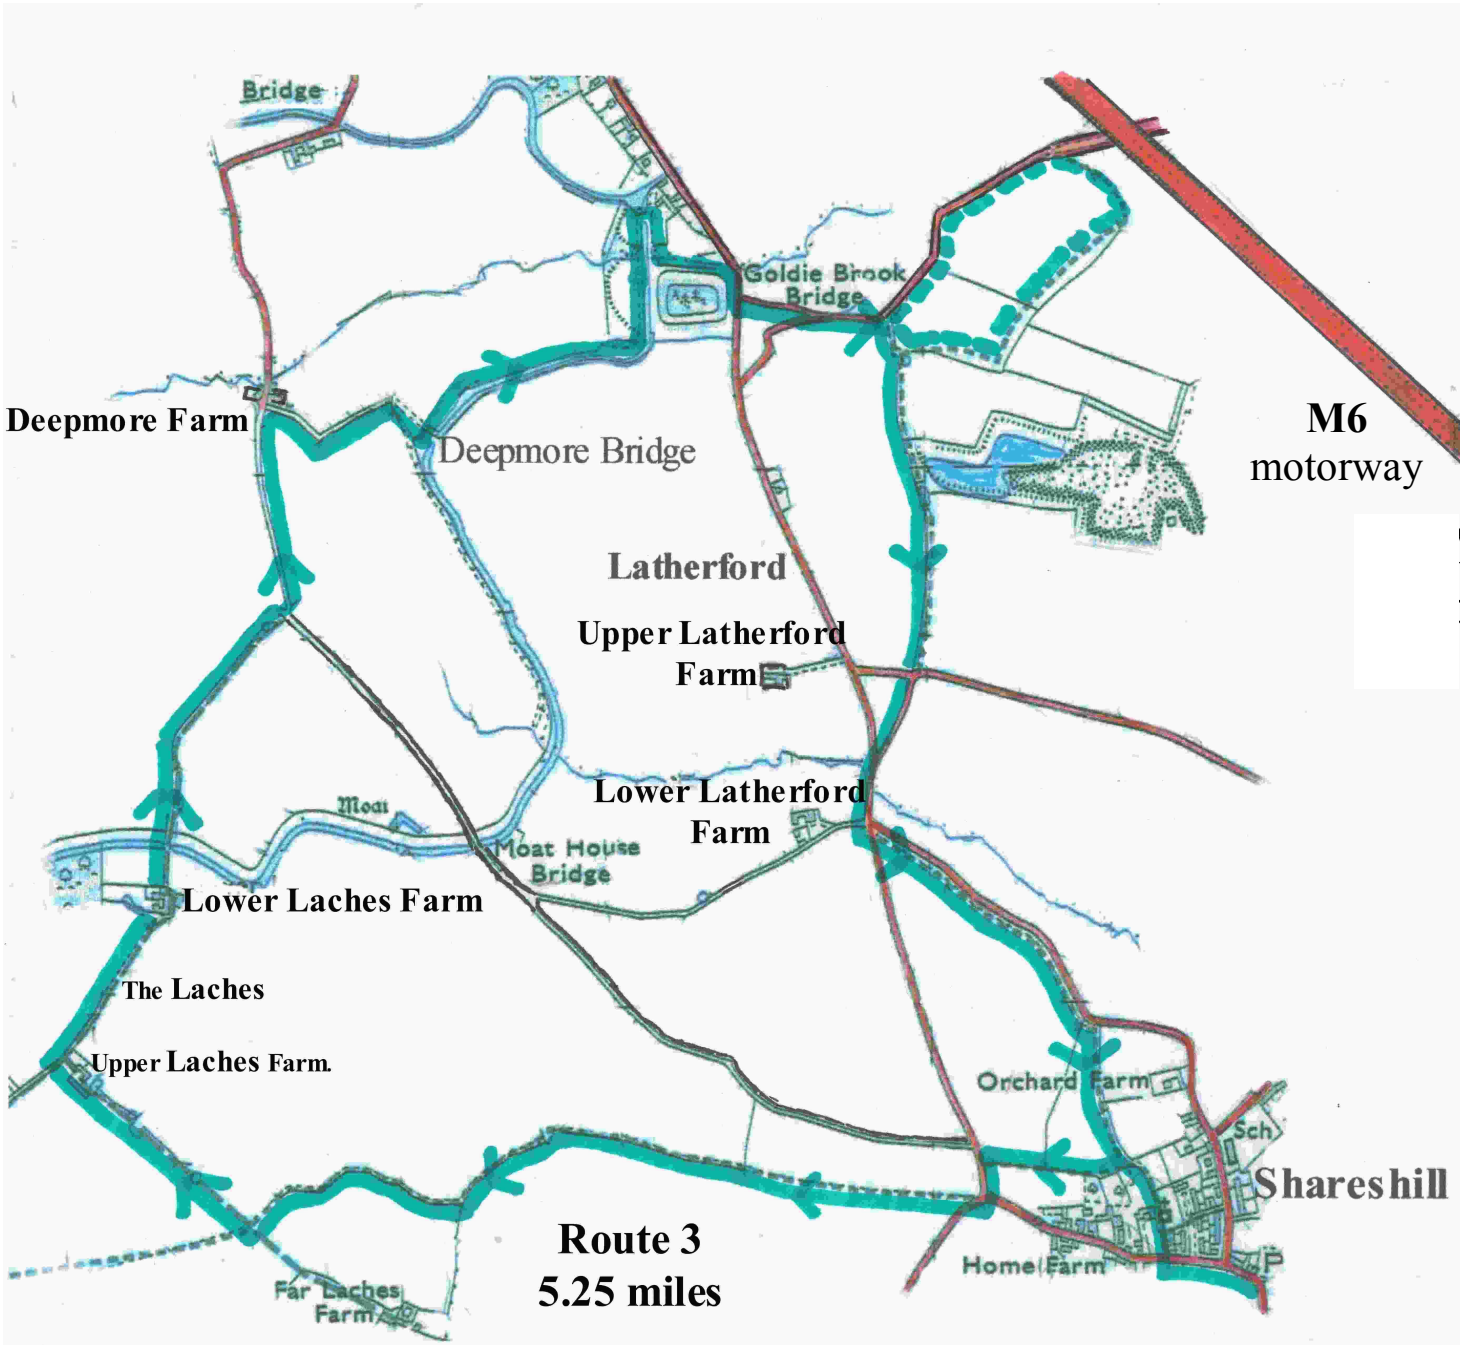 Bridge
Goldie Brook
Bridge
Deepmore Farm
Deepmore Bridge
M6
motorway
Latherford
Upper Latherford
Farm
Moat
Lower Latherford
Farm
Moat House
Bridge
Lower Laches Farm
The Laches
Upper Laches Farm.
Orchard Farm
Sch
Shareshill
Route 3
5.25 miles
Home Farm
P
Far Laches
Farm